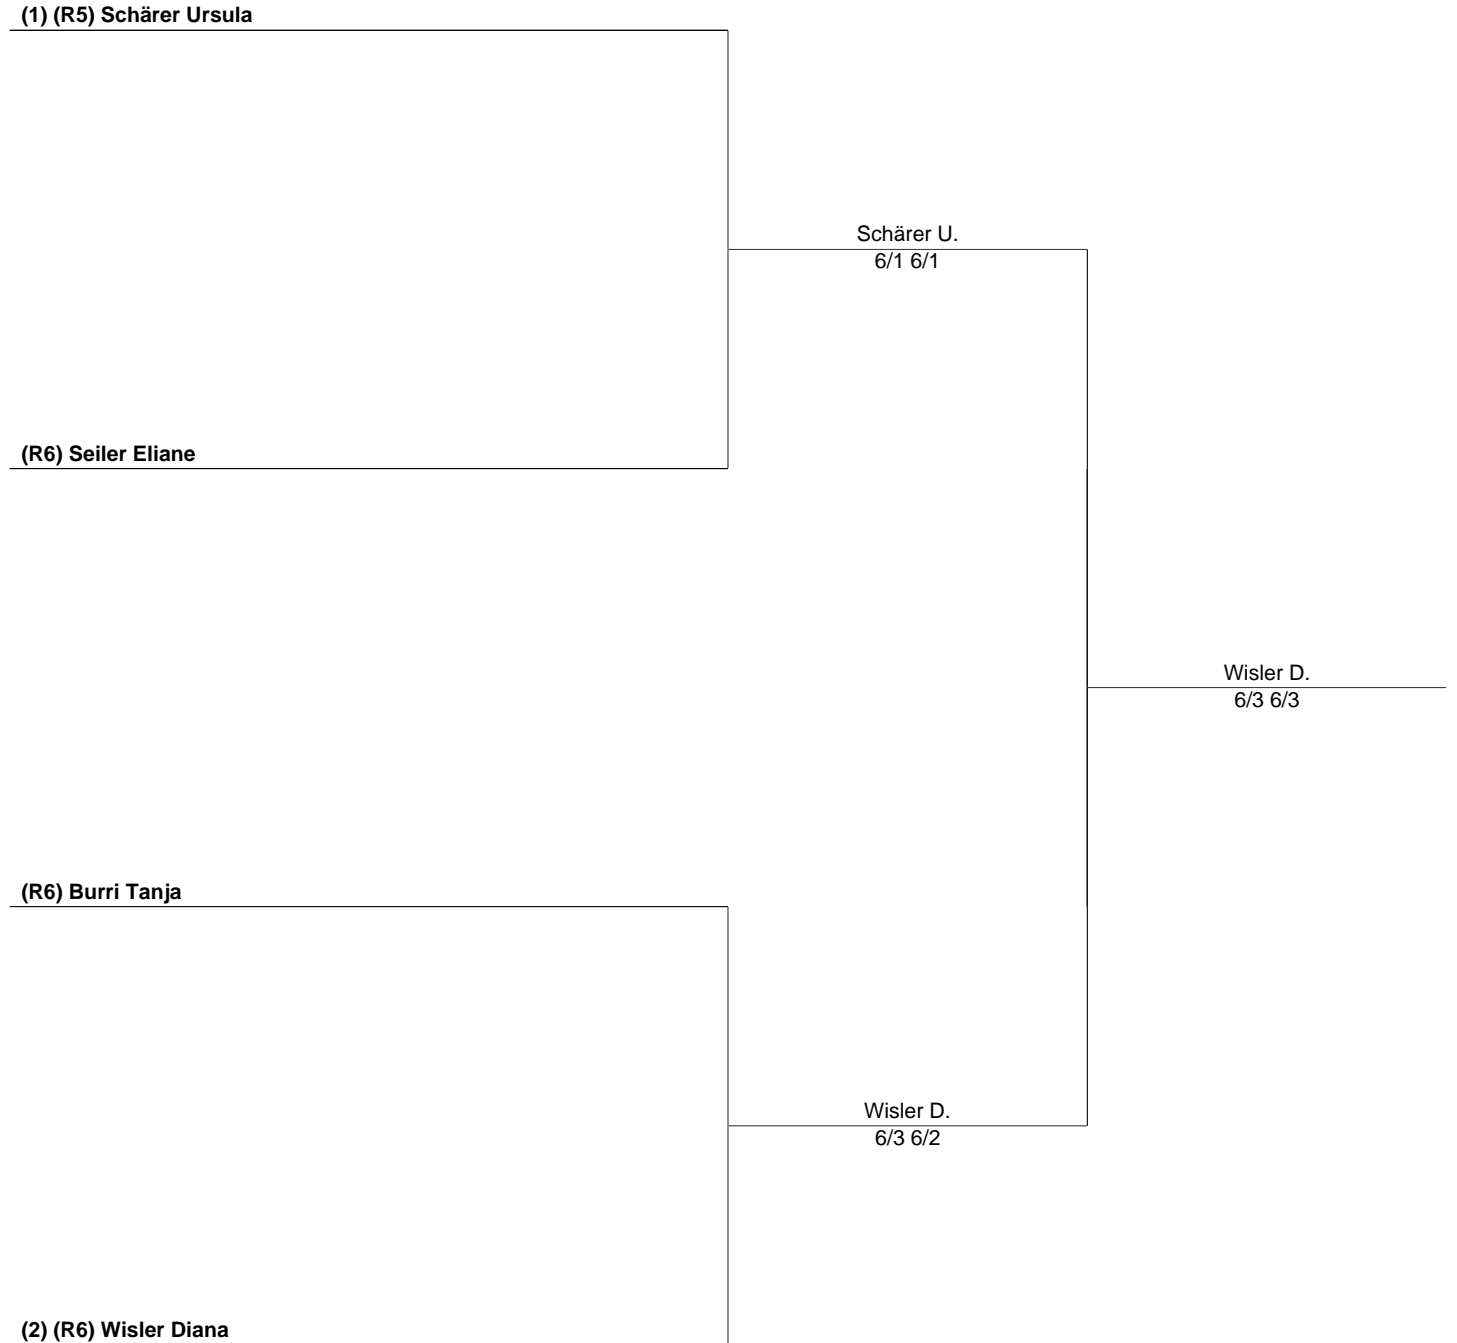 (1) (R5) Schärer Ursula
Schärer U.
6/1 6/1
(R6) Seiler Eliane
Wisler D.
6/3 6/3
(R6) Burri Tanja
Wisler D.
6/3 6/2
(2) (R6) Wisler Diana